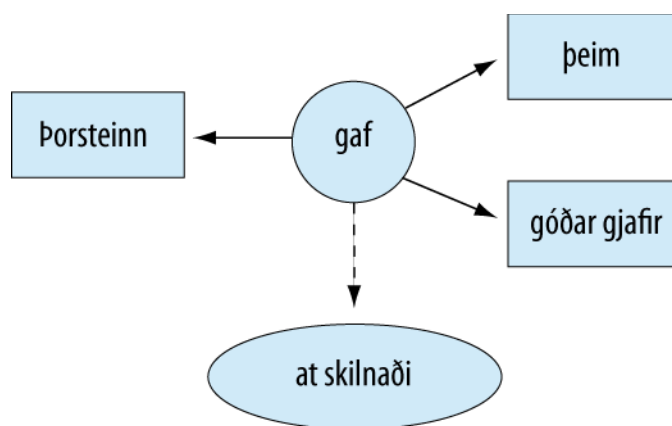 þeim
Þorsteinn
gaf
góðar gjafir
at skilnaði